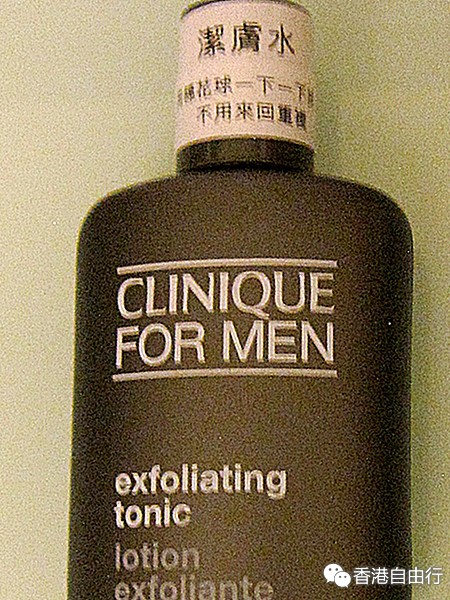 潔膚水
棉花球一下一下
不用來回重複
CLINIQUE
FOR MEN
exfoliating
tonic
lotion
exfoliante
香港自由行